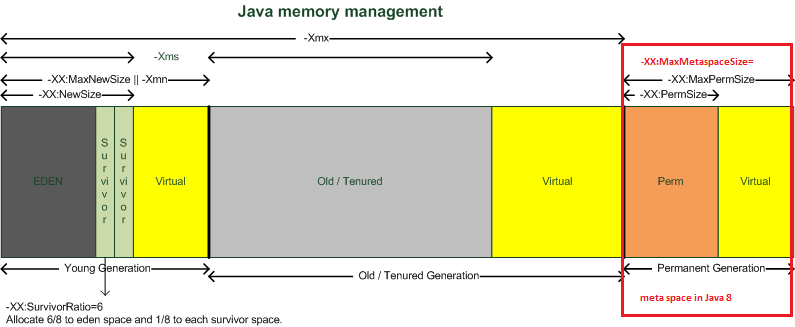 Java memory management
-Xmx
-Xms
-XX:MaxMetaspaceSize=
-XX:MaxNewSize || -Xmn
-XX:MaxPermSize
-XX:NewSize
-XX:PermSize
EDEN
Survivor
Survivor
Virtual
Old / Tenured
Virtual
Perm
Virtual
Young Generation
Old / Tenured Generation
Permanent Generation
-XX:SurvivorRatio=6
Allocate 6/8 to eden space and 1/8 to each survivor space.
meta space in Java 8